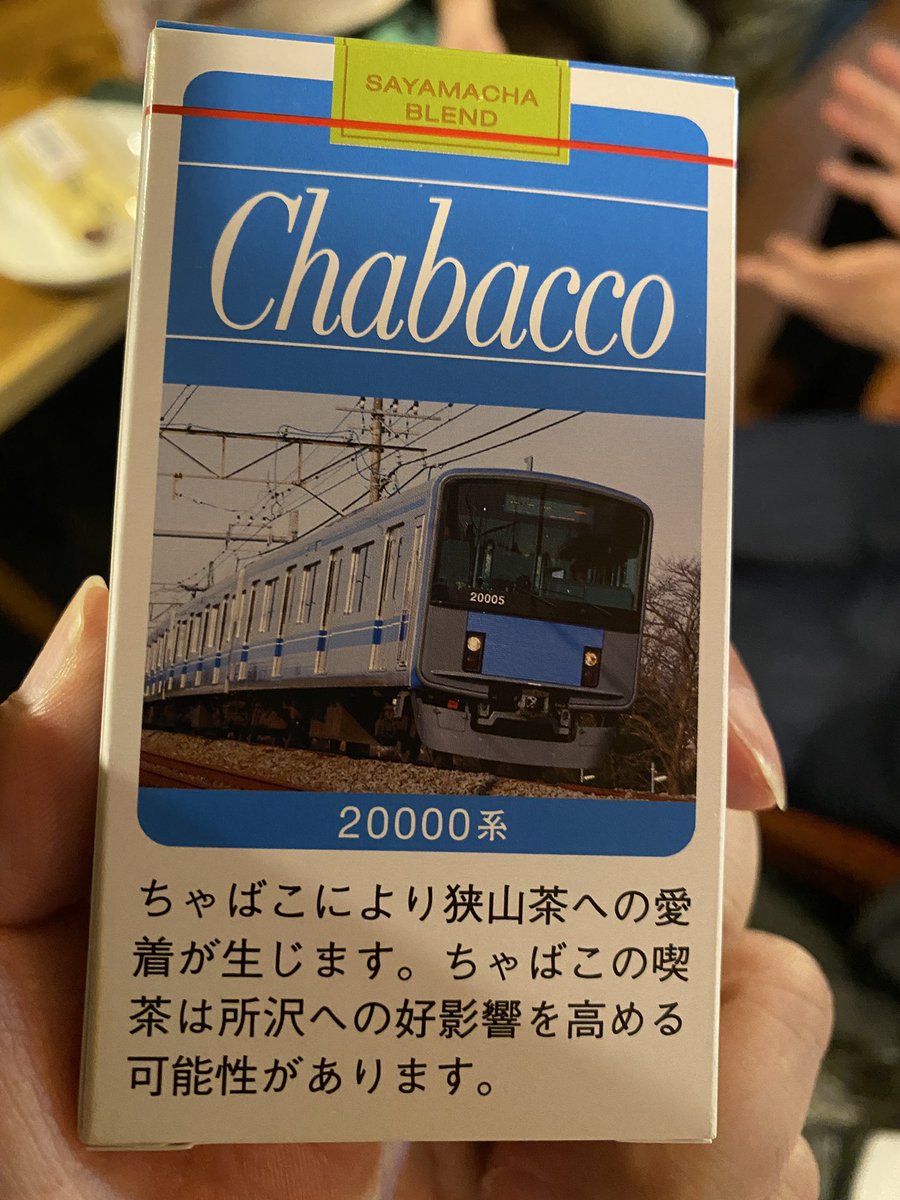 SAYAMACHA
BLEND
Chabacco
20005
20000系
ちゃばこにより狭山茶への愛
着が生じます。ちゃばこの喫
茶は所沢への好影響を高める
可能性があります。